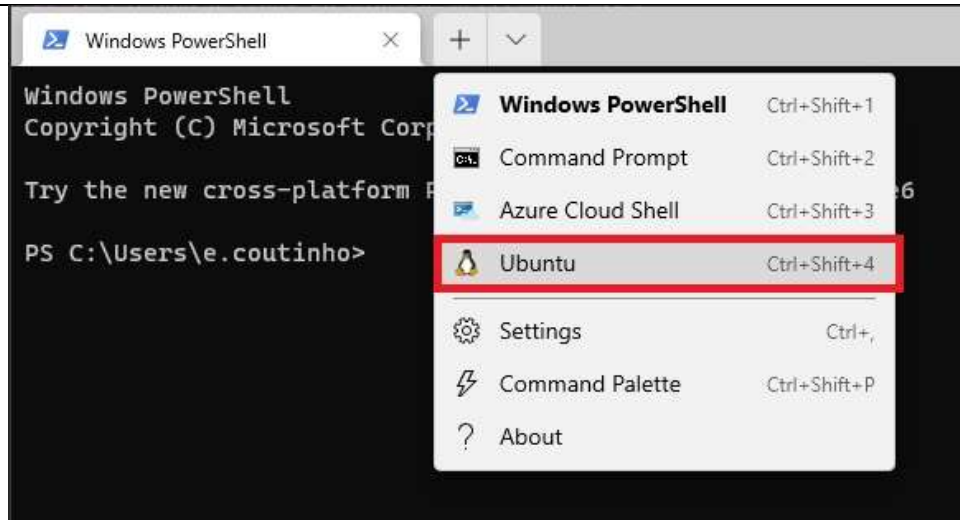 Windows PowerShell
Windows PowerShell
Copyright (C) Microsoft
Try the new cross-platform
e6
PS C:\Users\e.coutinho>
Windows PowerShell Ctrl+Shift+1
Command Prompt Ctrl+Shift+2
Azure Cloud Shell Ctrl+Shift+3
Ubuntu Ctrl+Shift+4
Settings Ctrl+,
Command Palette Ctrl+Shift+P
? About